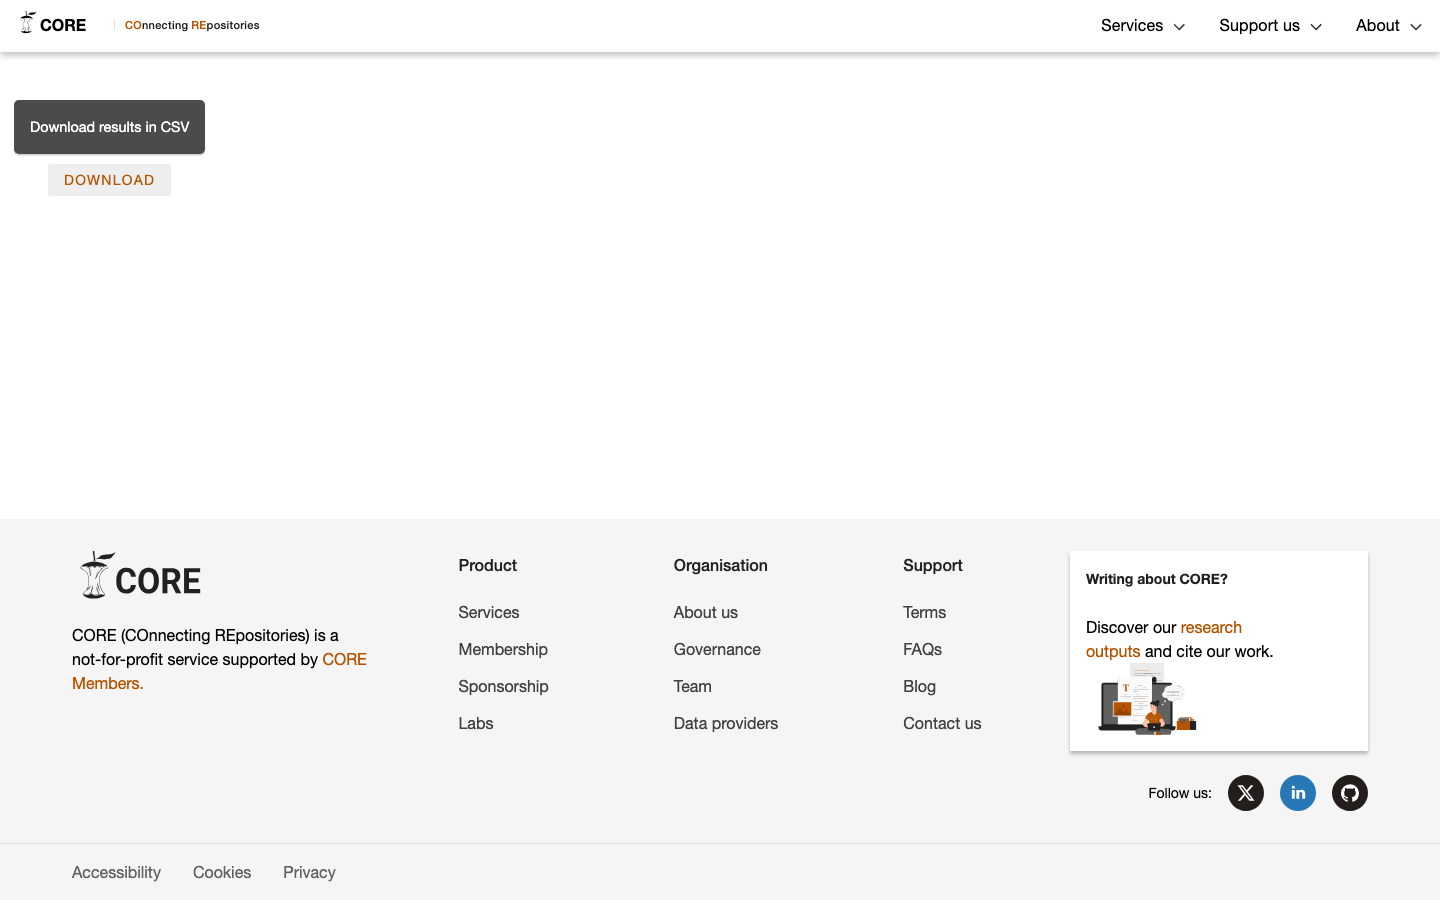 CORE
COnnecting REpositories
Services
Support us
About
Download results in CSV
DOWNLOAD
CORE
CORE (COnnecting REpositories) is a
not-for-profit service supported by CORE
Members.
Product
Services
Membership
Sponsorship
Labs
Organisation
About us
Governance
Team
Data providers
Support
Terms
FAQs
Blog
Contact us
Writing about CORE?
Discover our research
outputs and cite our work.
T
Follow us:
X
in
Accessibility
Cookies
Privacy